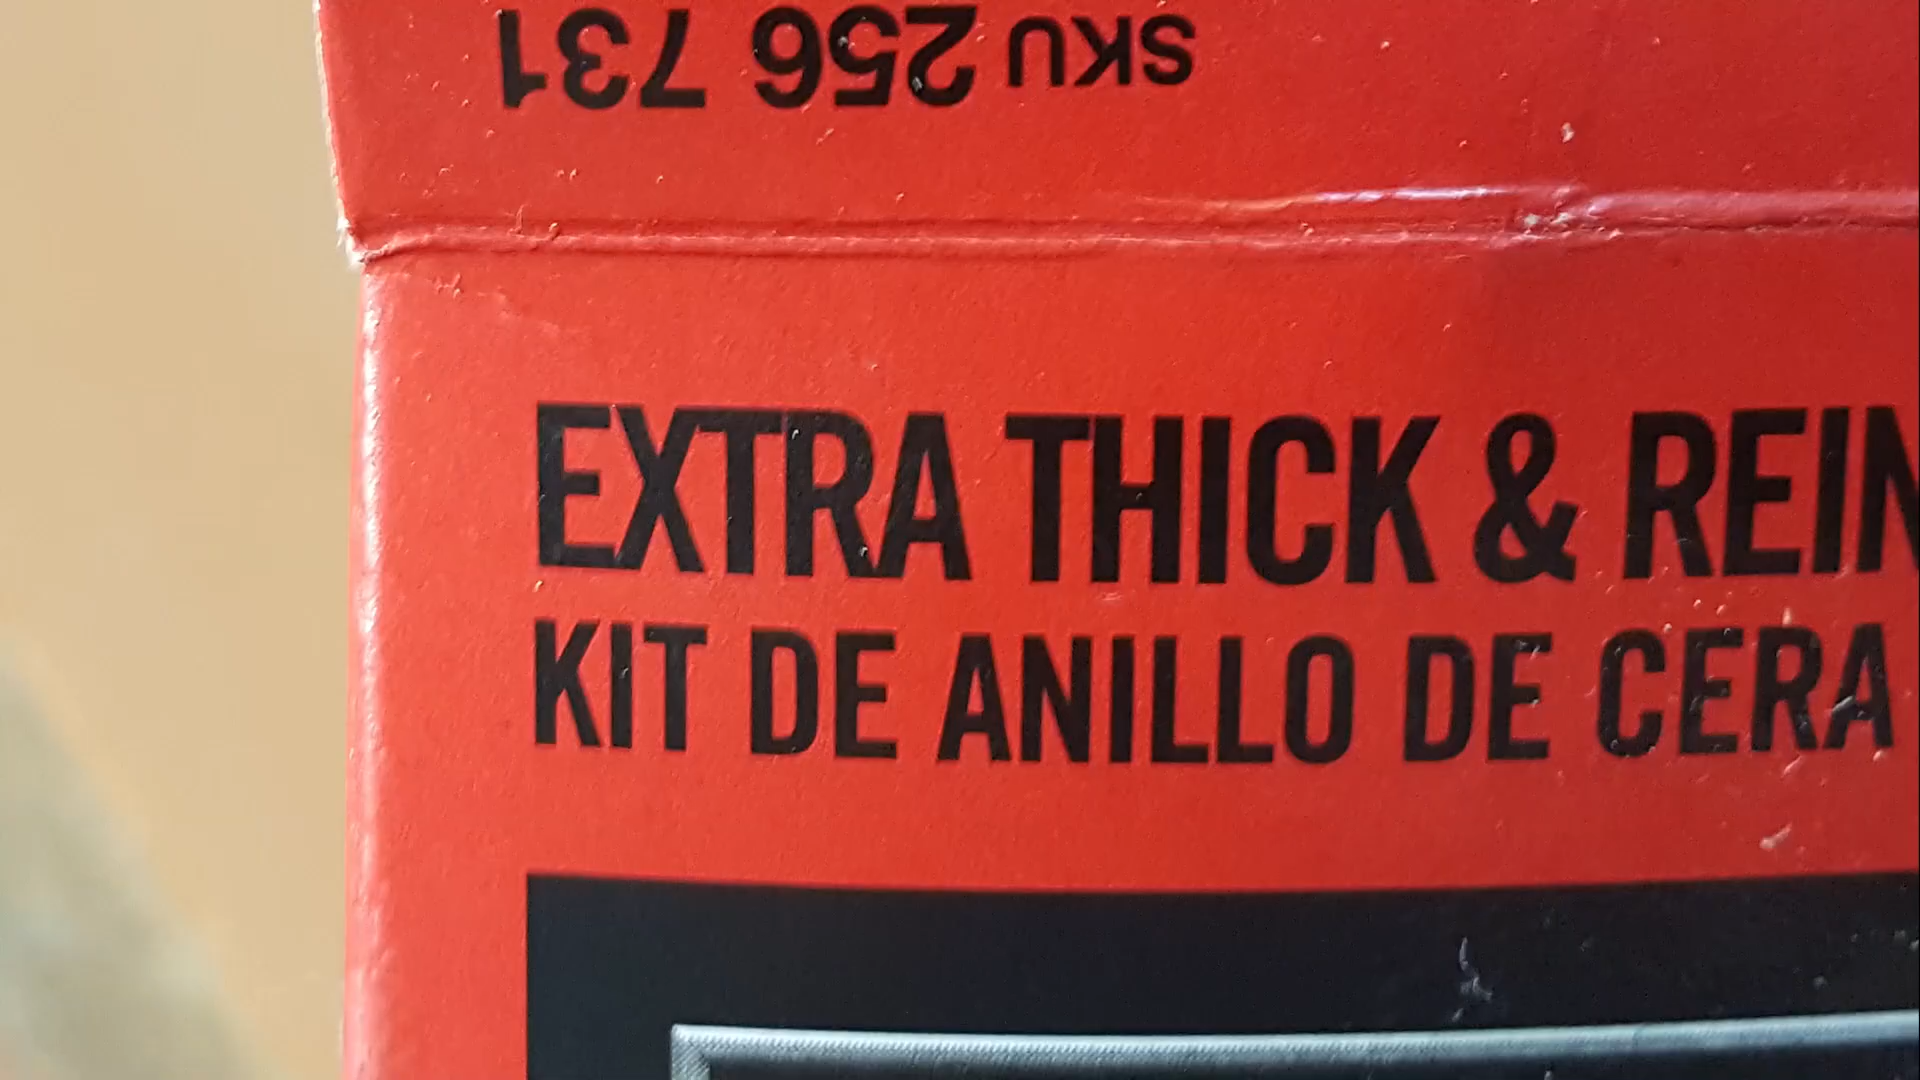 SKU 256 731
EXTRA THICK & REIN
KIT DE ANILLO DE CERA